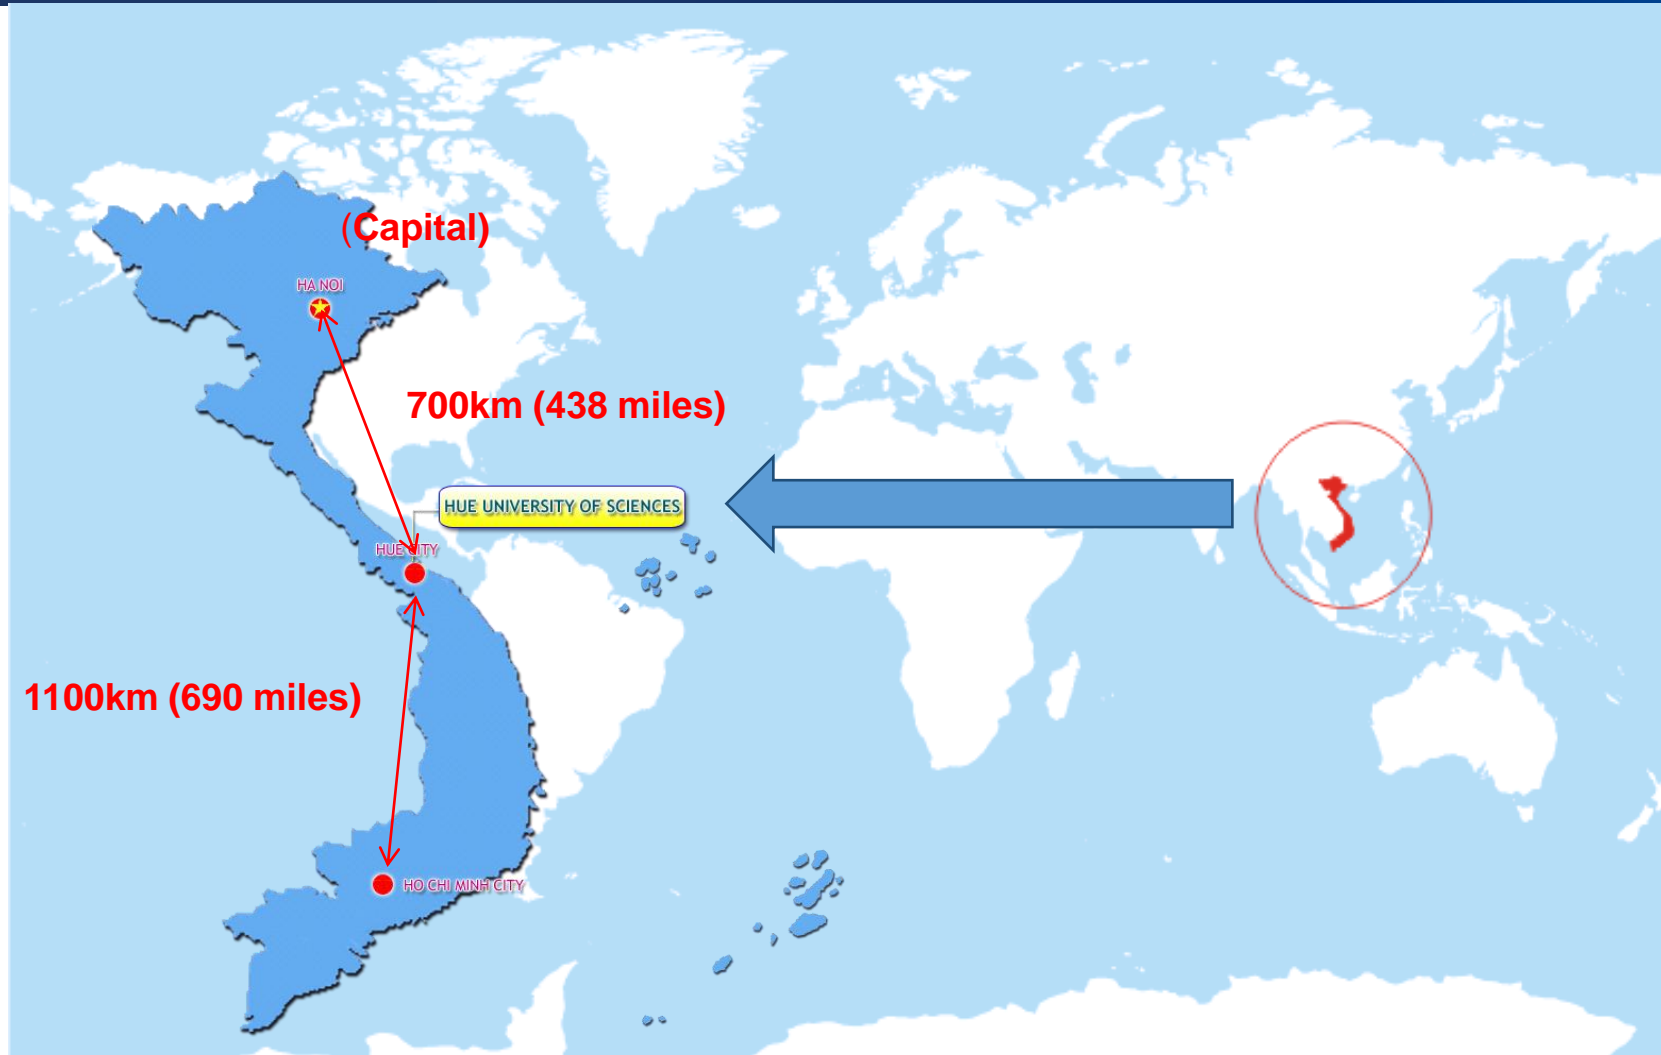 (Capital)
HA NOI
700km (438 miles)
HUE UNIVERSITY OF SCIENCES
HUE CITY
1100km (690 miles)
HO CHI MINH CITY